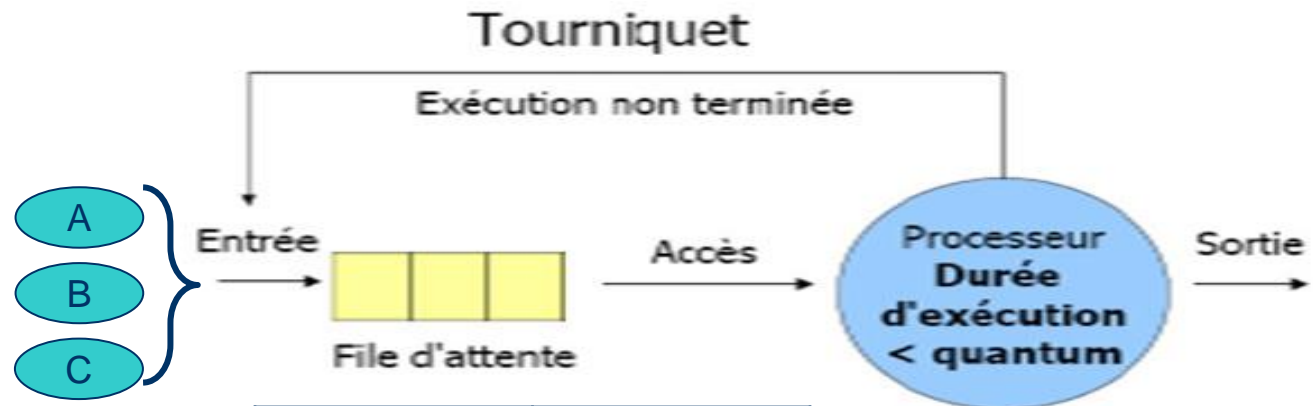 Tourniquet
Exécution non terminée
A
B
C
Entrée
File d'attente
Accès
Processeur
Durée
d'exécution
< quantum
Sortie